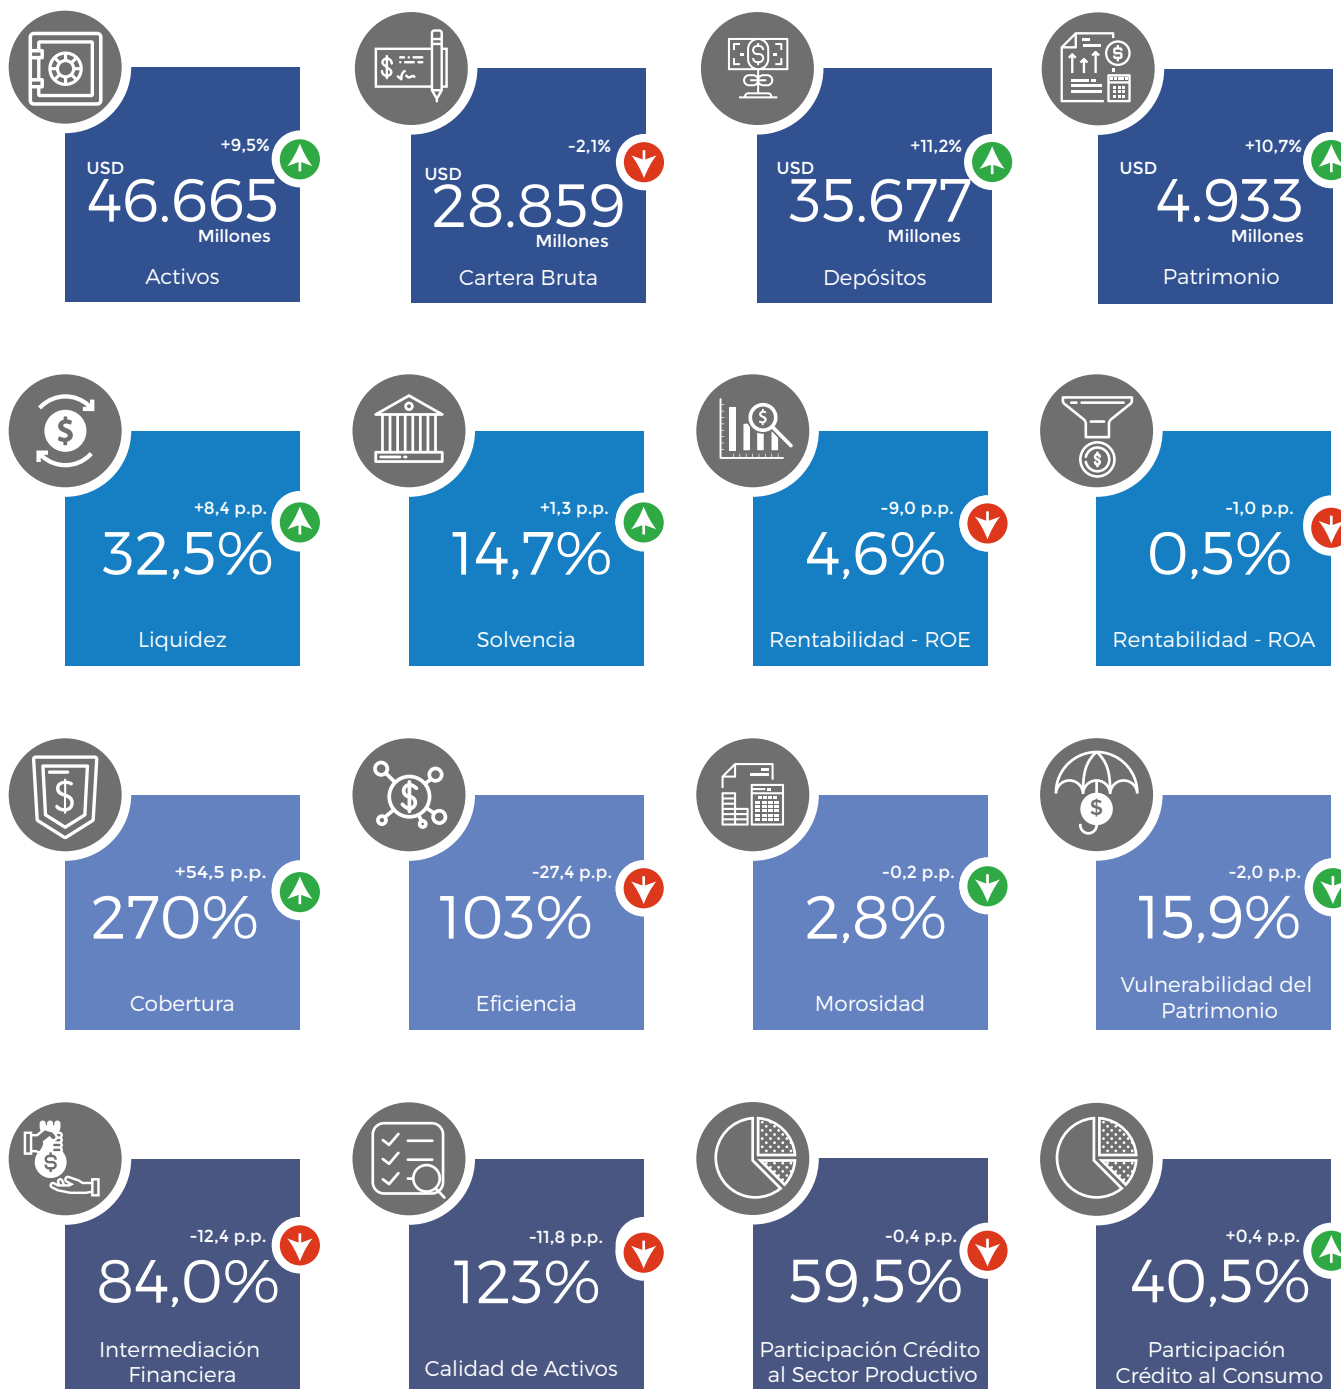 +9,5%
USD
46.665
Millones
Activos
-2,1%
USD
28.859
Millones
Cartera Bruta
+11,2%
USD
35.677
Millones
Depósitos
+10,7%
USD
4.933
Millones
Patrimonio
+8,4 p.p.
32,5%
Liquidez
+1,3 p.p.
14,7%
Solvencia
-9,0 p.p.
4,6%
Rentabilidad - ROE
-1,0 p.p.
0,5%
Rentabilidad - ROA
+54,5 p.p.
270%
Cobertura
-27,4 p.p.
103%
Eficiencia
-0,2 p.p.
2,8%
Morosidad
-2,0 p.p.
15,9%
Vulnerabilidad del
Patrimonio
-12,4 p.p.
84,0%
Intermediación
Financiera
-11,8 p.p.
123%
Calidad de Activos
-0,4 p.p.
59,5%
Participación Crédito
al Sector Productivo
+0,4 p.p.
40,5%
Participación
Crédito al Consumo